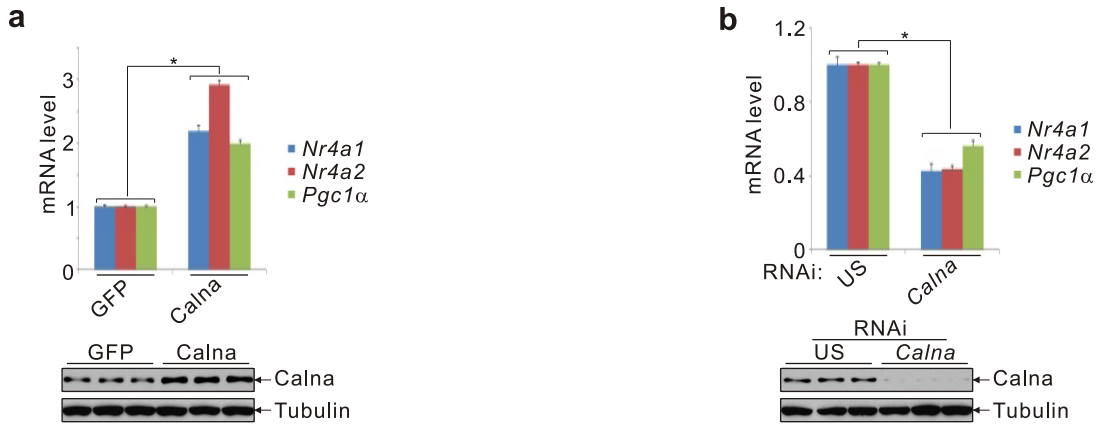 a
*
3
2
1
0
mRNA level
Nr4a1
Nr4a2
Pgc1α
GFP
Calna
GFP Calna
Calna
Tubulin
b
*
1.2
0.8
0.4
0
mRNA level
Nr4a1
Nr4a2
Pgc1α
RNAi: US Calna
RNAi
US Calna
Calna
Tubulin